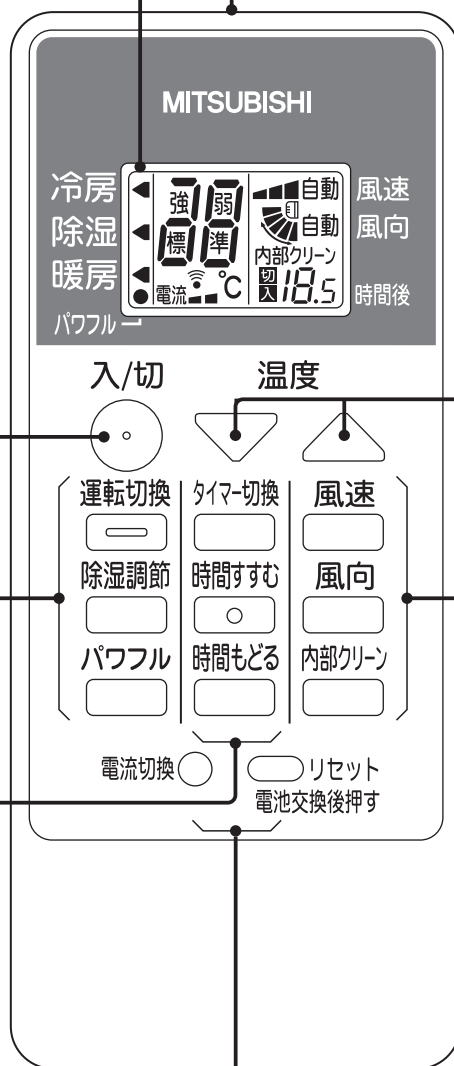 MITSUBISHI
冷房
除湿
暖房
パワフル
強 弱
標 準
88
電流 ℃
自動 風速
自動 風向
内部クリーン
切
入 18.5 時間後
入/切 温度
運転切換 タイマー切換 風速
除湿調節 時間すすむ 風向
パワフル 時間もどる 内部クリーン
電流切換 リセット
電池交換後押す